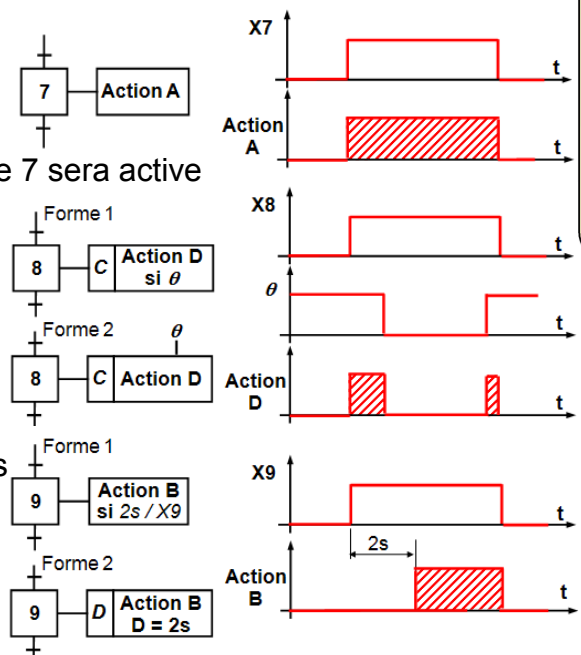 X7
t
7
Action A
Action
A
t
e 7 sera active
X8
t
Forme 1
8
C
Action D
si θ
θ
t
Forme 2
θ
8
C
Action D
Action
D
t
s
Forme 1
9
Action B
si 2s / X9
X9
t
Forme 2
9
D
Action B
D = 2s
2s
Action
B
t